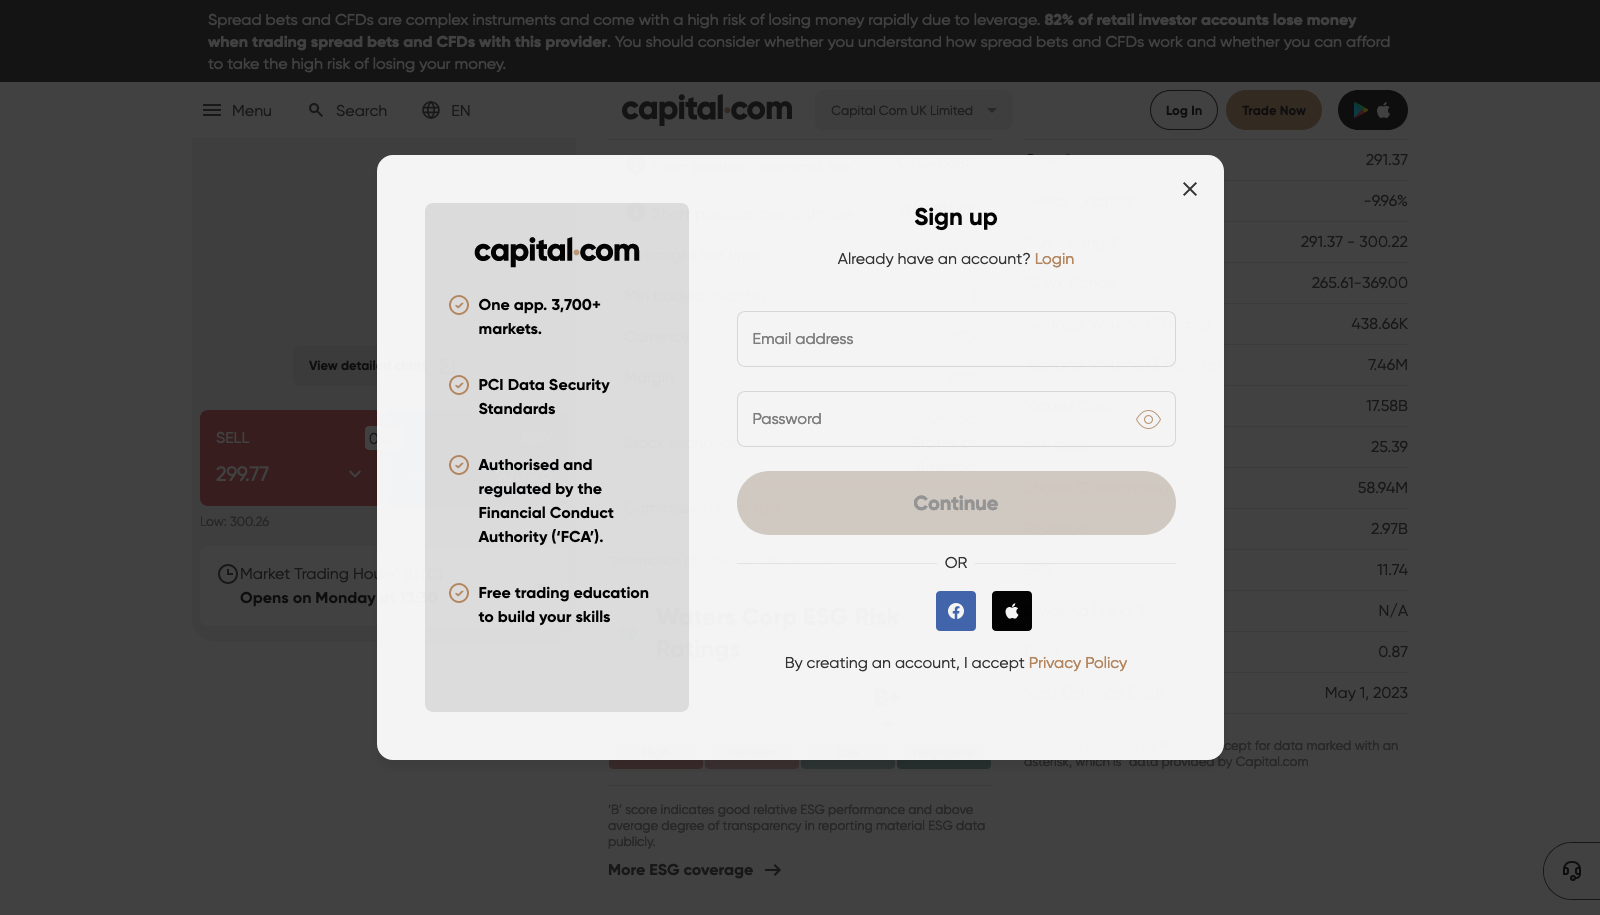 Spread bets and CFDs are complex instruments and come with a high risk of losing money rapidly due to leverage. 82% of retail investor accounts lose money
when trading spread bets and CFDs with this provider. You should consider whether you understand how spread bets and CFDs work and whether you can afford
to take the high risk of losing your money.
Menu
Search
EN
capital.com
Capital Com UK Limited
Log In
Trade Now
Sign up
Already have an account? Login
capital.com
One app. 3,700+
markets.
PCI Data Security
Standards
Authorised and
regulated by the
Financial Conduct
Authority (‘FCA’).
Free trading education
to build your skills
Email address
Password
Continue
OR
By creating an account, I accept Privacy Policy
View detailed
SELL
299.77
Low: 300.26
Market Trading
Opens on Monday
Waters Corp ESG Risk
Ratings
B+
'B' score indicates good relative ESG performance and above
average degree of transparency in reporting material ESG data
publicly.
More ESG coverage
291.37
-9.96%
291.37 - 300.22
265.61-369.00
438.66K
7.46M
17.58B
25.39
58.94M
2.97B
11.74
N/A
0.87
May 1, 2023
for data marked with an
asterisk, which is data provided by Capital.com